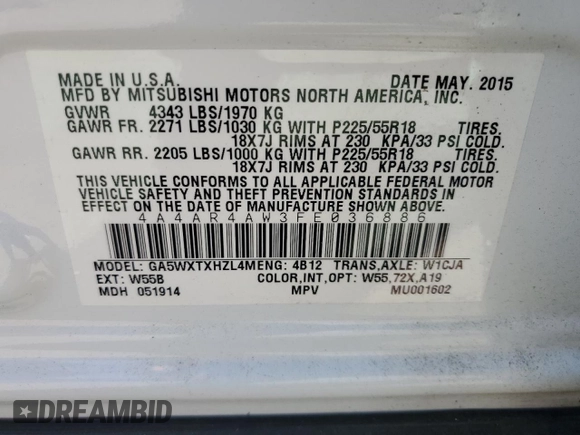 MADE IN U.S.A. DATE MAY. 2015
MFD BY MITSUBISHI MOTORS NORTH AMERICA, INC.
GVWR 4343 LBS/1970 KG
GAWR FR. 2271 LBS/1030 KG WITH P225/55R18 TIRES.
18X7J RIMS AT 230 KPA/33 PSI COLD.
GAWR RR. 2205 LBS/1000 KG WITH P225/55R18 TIRES.
18X7J RIMS AT 230 KPA/33 PSI COLD.
THIS VEHICLE CONFORMS TO ALL APPLICABLE FEDERAL MOTOR
VEHICLE SAFETY AND THEFT PREVENTION STANDARDS IN
EFFECT ON THE DATE OF MANUFACTURE SHOWN ABOVE.
4A4AR4AW3FE036886
MODEL: GA5WXTXHZL4MENG: 4B12 TRANS,AXLE: W1CJA
EXT: W55B COLOR,INT,OPT: W55,72X,A19
MDH 051914 MPV MU001602
DREAMBID